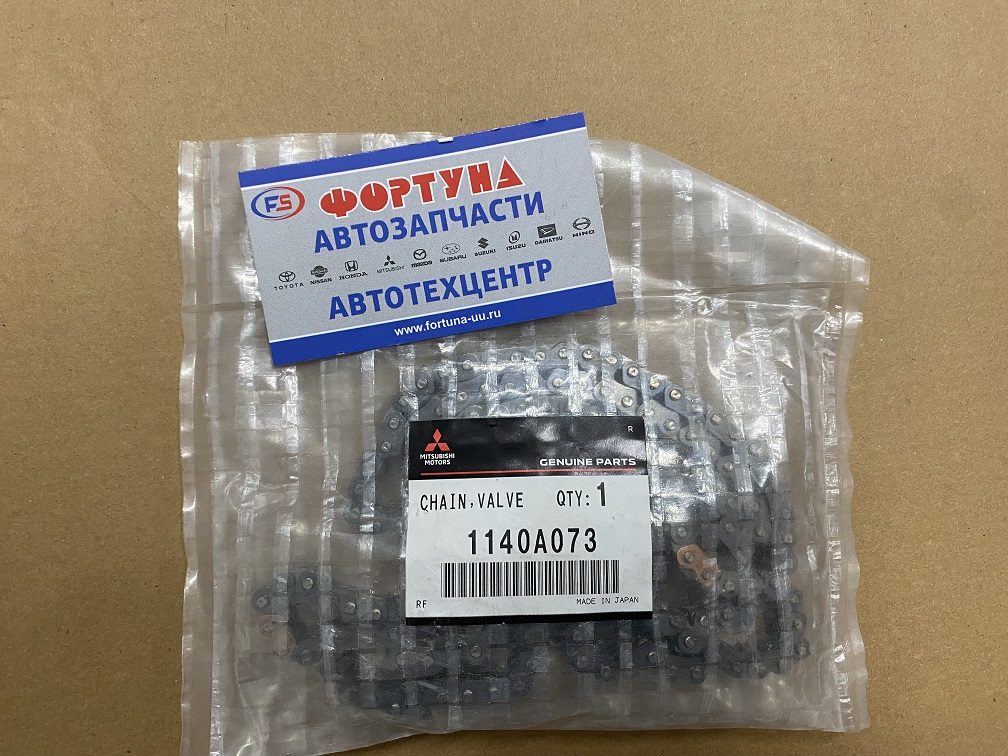 FS ФОРТУНА
АВТОЗАПЧАСТИ
TOYOTA NISSAN HONDA MITSUBISHI mazda SUBARU SUZUKI ISUZU DAIHATSU HINO
АВТОТЕХЦЕНТР
www.fortuna-uu.ru
R
MITSUBISHI
MOTORS
GENUINE PARTS
CHAIN,VALVE QTY:1
1140A073
RF MADE IN JAPAN